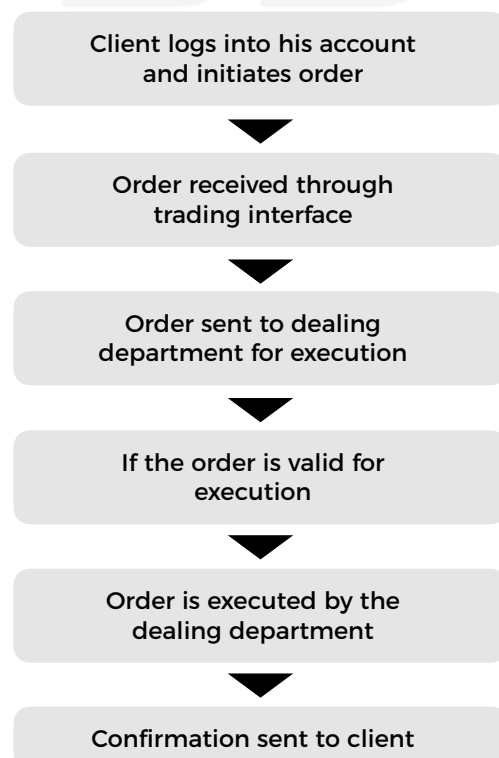 Client logs into his account
and initiates order
Order received through
trading interface
Order sent to dealing
department for execution
If the order is valid for
execution
Order is executed by the
dealing department
Confirmation sent to client